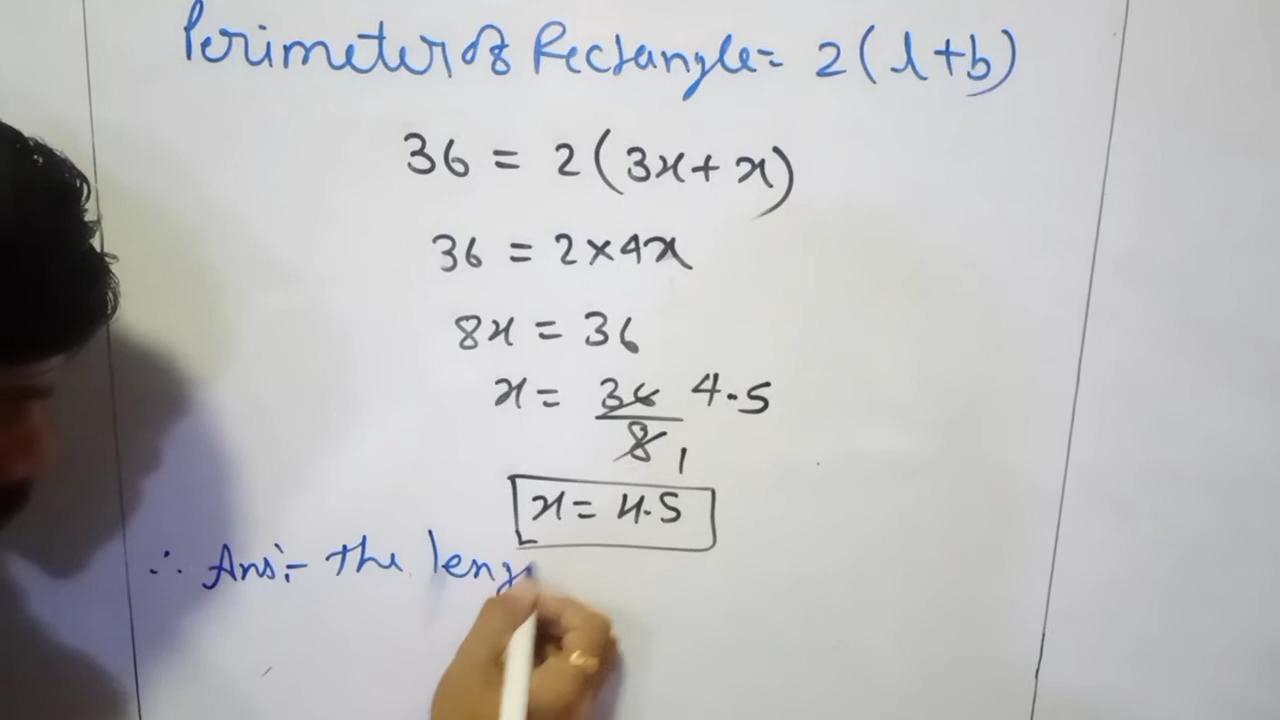 Perimeter of Rectangle = 2(l+b)
36 = 2(3x+x)
36 = 2×4x
8x = 36
x = 36/8 4.5 1
x = 4.5
∴ Ans:- The leng